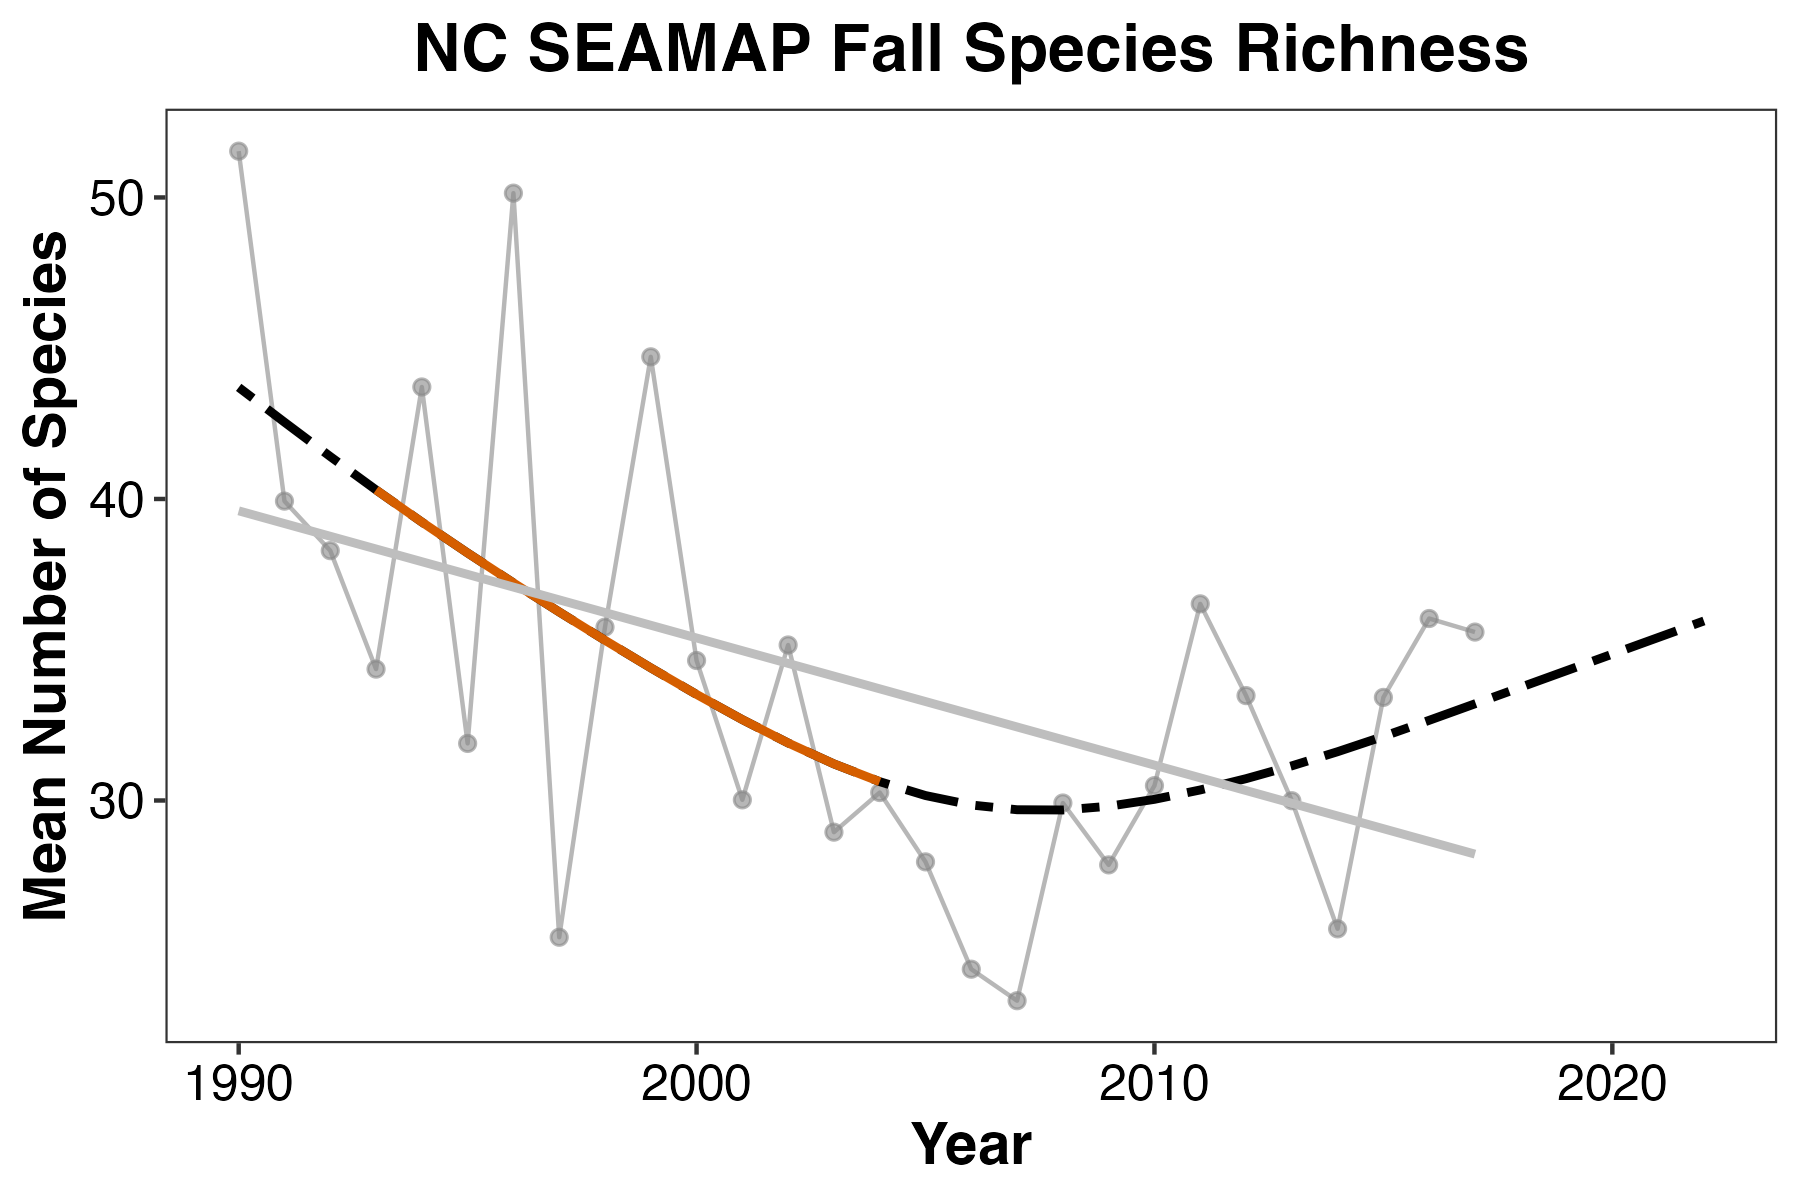 NC SEAMAP Fall Species Richness
Mean Number of Species
50
40
30
1990 2000 2010 2020
Year